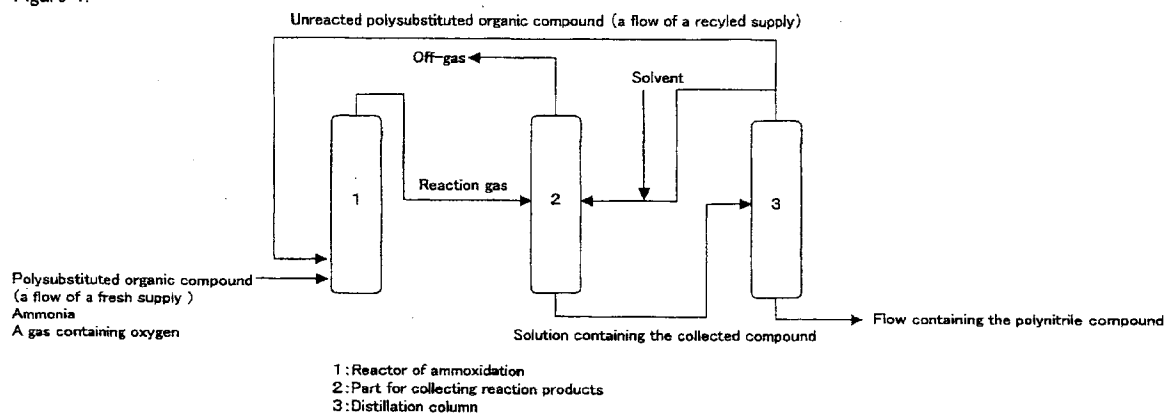 Unreacted polysubstituted organic compound (a flow of a recyled supply)
Off-gas
Solvent
1
Reaction gas
2
3
Polysubstituted organic compound
(a flow of a fresh supply )
Ammonia
A gas containing oxygen
Flow containing the polynitrile compound
Solution containing the collected compound
1:Reactor of ammoxidation
2:Part for collecting reaction products
3:Distillation column